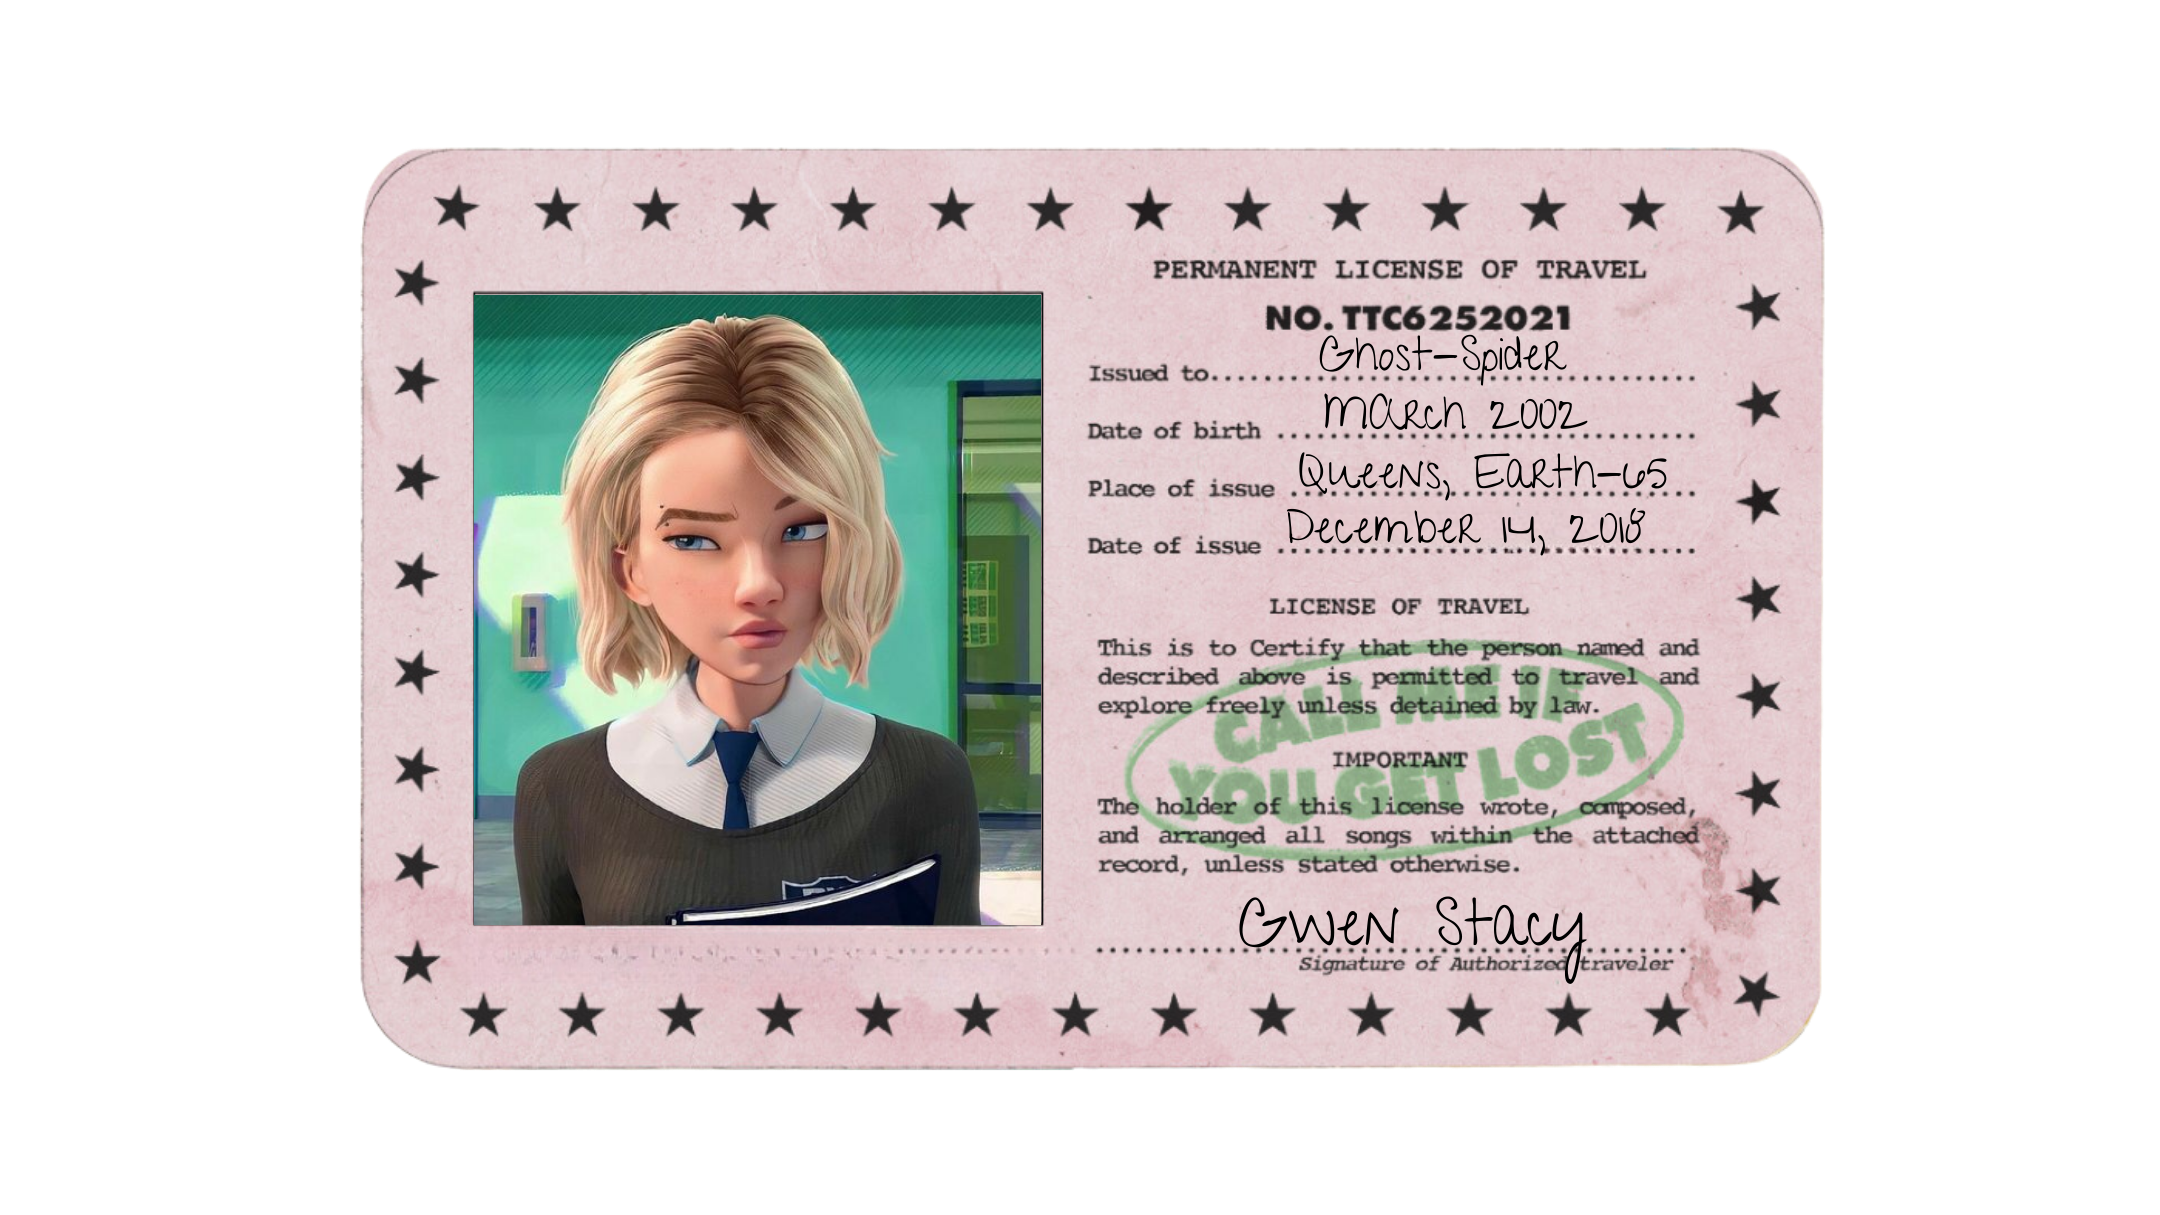 PERMANENT LICENSE OF TRAVEL
NO. TTC6252021
Issued to.... Ghost-Spider
Date of birth .... March 2002
Place of issue .... Queens, Earth-65
Date of issue .... December 14, 2018
LICENSE OF TRAVEL
This is to Certify that the person named and
described above is permitted to travel and
explore freely unless detained by law.
CALL ME IF
YOU GET LOST
IMPORTANT
The holder of this license wrote, composed,
and arranged all songs within the attached
record, unless stated otherwise.
Gwen Stacy
Signature of Authorized traveler